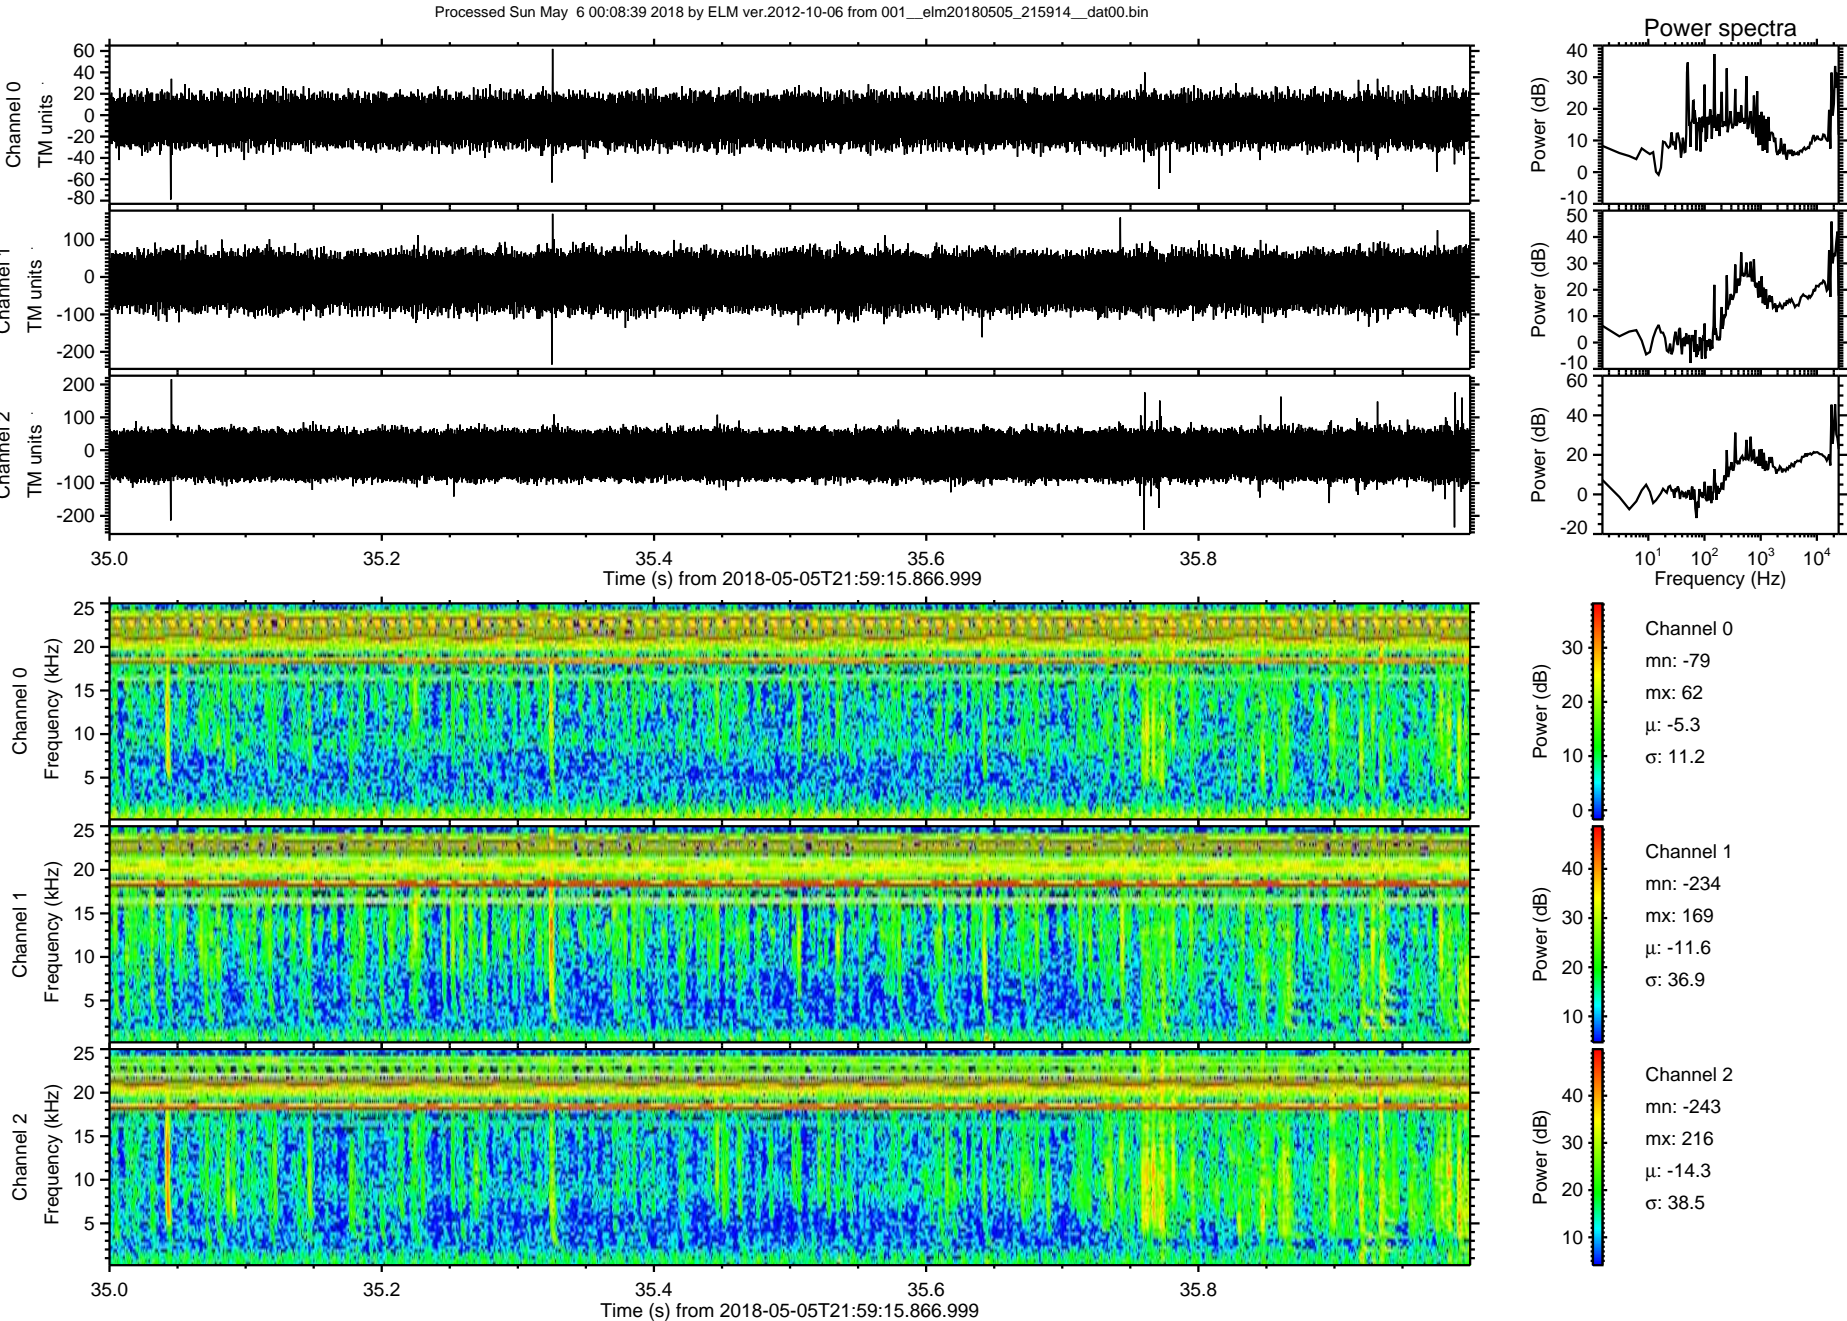 Processed Sun May  6 00:08:39 2018 by ELM ver.2012-10-06 from 001__elm20180505_215914__dat00.bin
Power spectra
Channel 0
TM units
60
40
20
0
-20
-40
-60
-80
Power (dB)
40
30
20
10
0
-10
Channel 1
TM units
100
0
-100
-200
Power (dB)
50
40
30
20
10
0
-10
Channel 2
TM units
200
100
0
-100
-200
Power (dB)
60
40
20
0
-20
35.0 35.2 35.4 35.6 35.8
Time (s) from 2018-05-05T21:59:15.866.999
10^1 10^2 10^3 10^4
Frequency (Hz)
Channel 0
Frequency (kHz)
25
20
15
10
5
Power (dB)
30
20
10
0
Channel 0
mn: -79
mx: 62
μ: -5.3
σ: 11.2
Channel 1
Frequency (kHz)
25
20
15
10
5
Power (dB)
40
30
20
10
Channel 1
mn: -234
mx: 169
μ: -11.6
σ: 36.9
Channel 2
Frequency (kHz)
25
20
15
10
5
Power (dB)
40
30
20
10
Channel 2
mn: -243
mx: 216
μ: -14.3
σ: 38.5
35.0 35.2 35.4 35.6 35.8
Time (s) from 2018-05-05T21:59:15.866.999